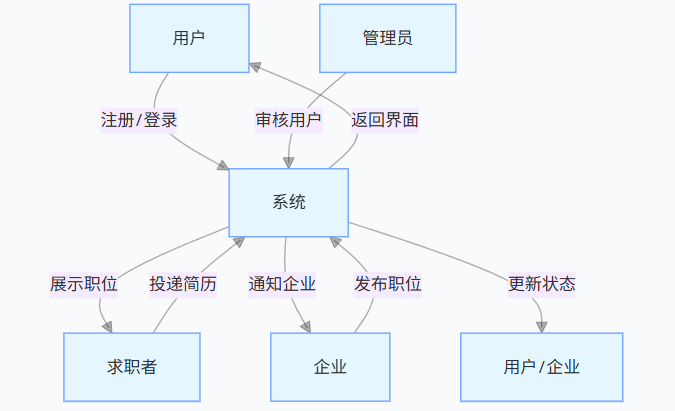 用户
管理员
注册/登录
审核用户
返回界面
系统
展示职位
投递简历
通知企业
发布职位
更新状态
求职者
企业
用户/企业